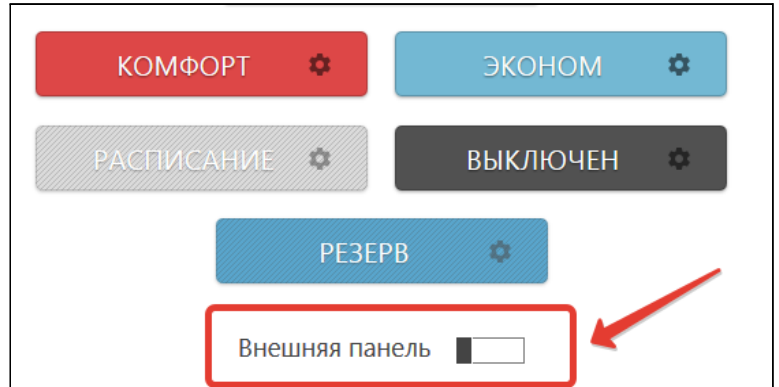 КОМФОРТ
ЭКОНОМ
РАСПИСАНИЕ
ВЫКЛЮЧЕН
РЕЗЕРВ
Внешняя панель